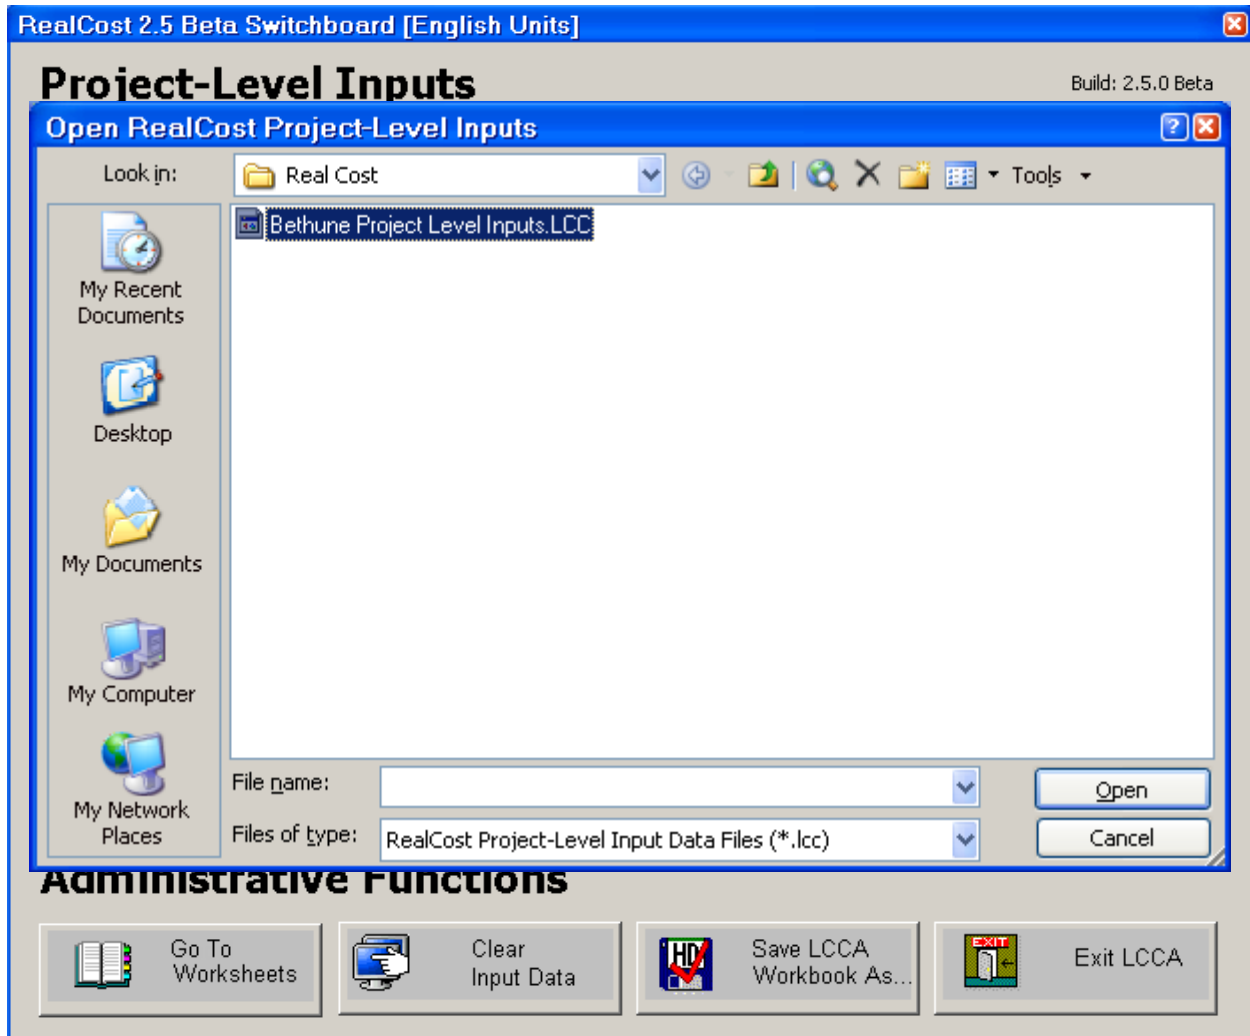 RealCost 2.5 Beta Switchboard [English Units]
Project-Level Inputs
Build: 2.5.0 Beta
Open RealCost Project-Level Inputs
Look in:
Real Cost
Tools
Bethune Project Level Inputs.LCC
My Recent
Documents
Desktop
My Documents
My Computer
My Network
Places
File name:
Open
Files of type:
RealCost Project-Level Input Data Files (*.lcc)
Cancel
Administrative Functions
Go To
Worksheets
Clear
Input Data
HD
Save LCCA
Workbook As...
EXIT
Exit LCCA